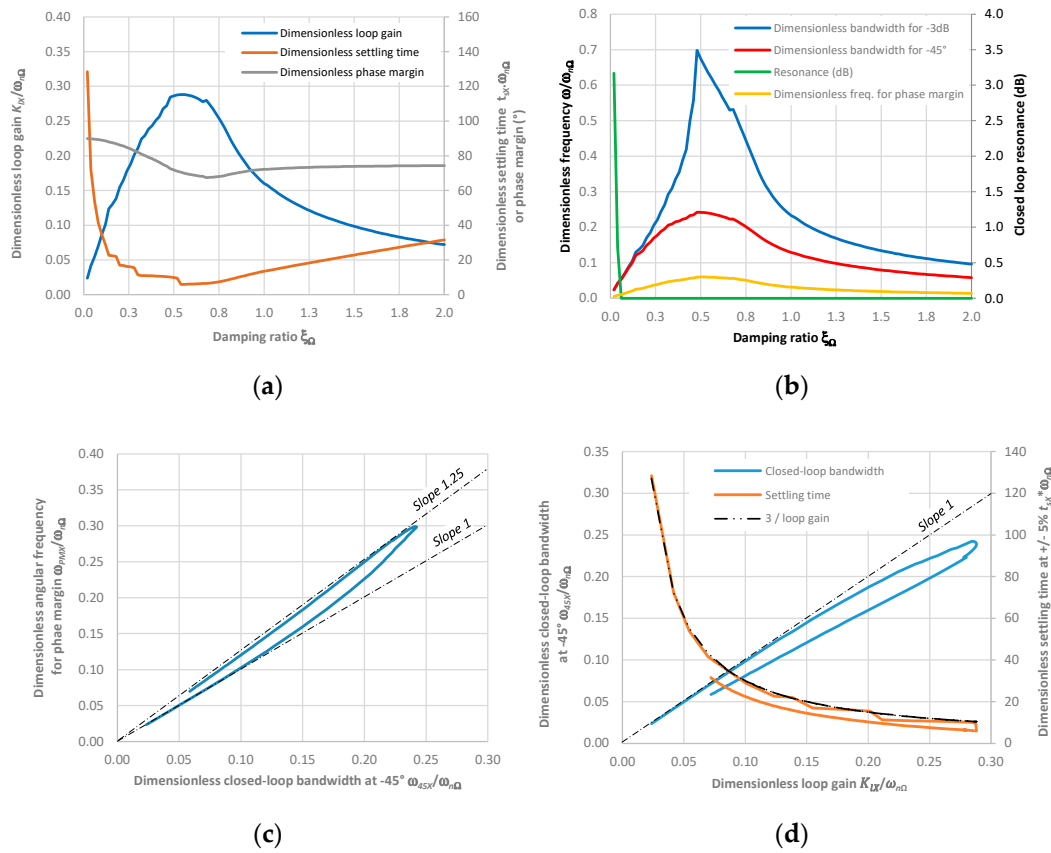 Dimensionless loop gain K_lX/ω_nΩ
0.40
0.35
0.30
0.25
0.20
0.15
0.10
0.05
0.00
Dimensionless loop gain
Dimensionless settling time
Dimensionless phase margin
160
140
120
100
80
60
40
20
0
Dimensionless settling time t_sX.ω_nΩ
or phase margin (°)
0.0 0.3 0.5 0.8 1.0 1.3 1.5 1.8 2.0
Damping ratio ξ_Ω
(a)
Dimensionless frequency ω/ω_nΩ
0.8
0.7
0.6
0.5
0.4
0.3
0.2
0.1
0.0
Dimensionless bandwidth for -3dB
Dimensionless bandwidth for -45°
Resonance (dB)
Dimensionless freq. for phase margin
4.0
3.5
3.0
2.5
2.0
1.5
1.0
0.5
0.0
Closed loop resonance (dB)
0.0 0.3 0.5 0.8 1.0 1.3 1.5 1.8 2.0
Damping ratio ξ_Ω
(b)
Dimensionless angular frequency
for phae margin ω_PMX/ω_nΩ
0.40
0.35
0.30
0.25
0.20
0.15
0.10
0.05
0.00
Slope 1.25
Slope 1
0.00 0.05 0.10 0.15 0.20 0.25 0.30
Dimensionless closed-loop bandwidth at -45° ω_45X/ω_nΩ
(c)
Dimensionless closed-loop bandwidth
at -45° ω_45X/ω_nΩ
0.35
0.30
0.25
0.20
0.15
0.10
0.05
0.00
Closed-loop bandwidth
Settling time
3 / loop gain
Slope 1
140
120
100
80
60
40
20
0
Dimensionless settling time at +/- 5% t_sX*ω_nΩ
0.00 0.05 0.10 0.15 0.20 0.25 0.30
Dimensionless loop gain K_lX/ω_nΩ
(d)